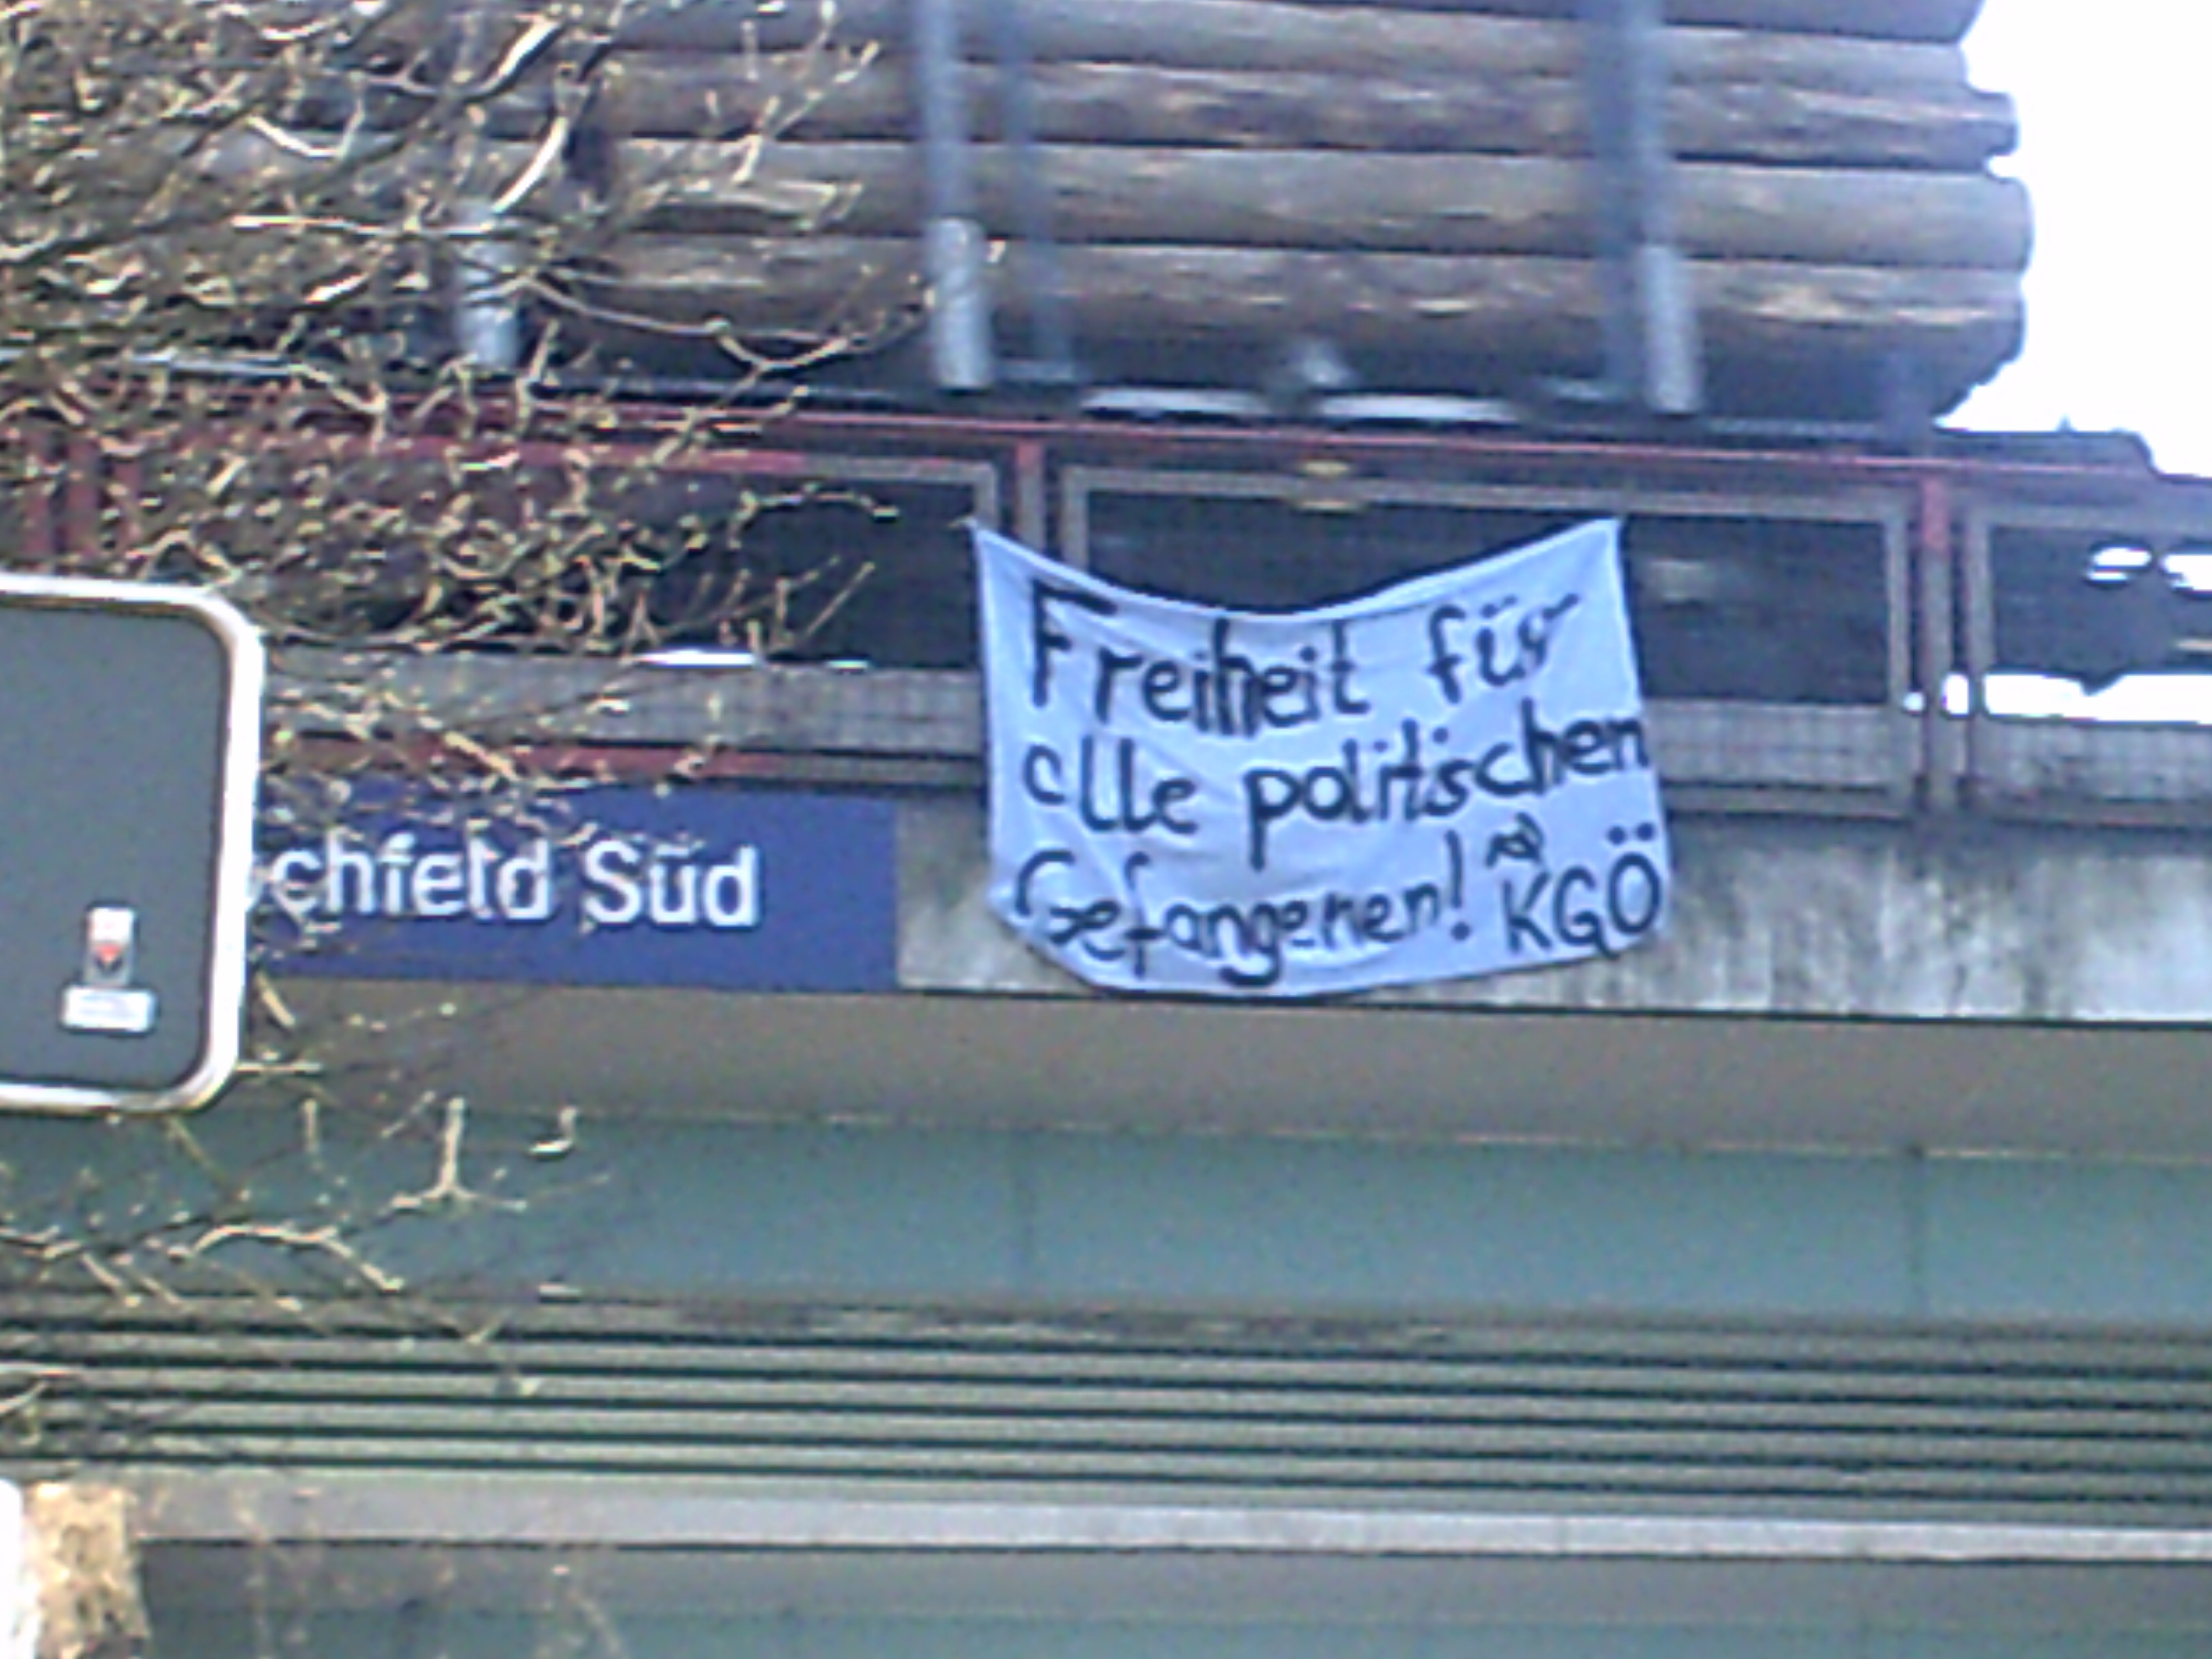 Freiheit für
alle politischen
Gefangenen! ☭ KGÖ
chfeld Süd